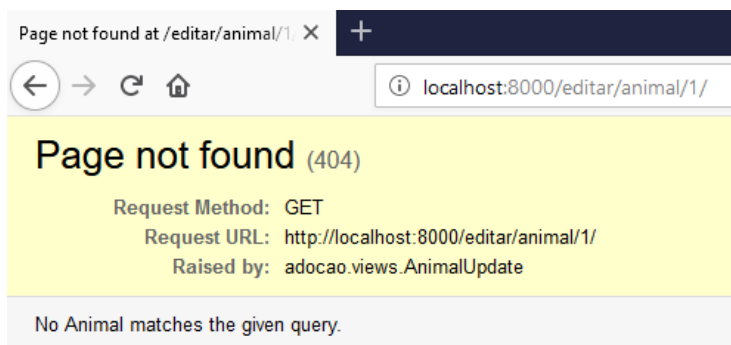 Page not found at /editar/animal/1/
localhost:8000/editar/animal/1/
Page not found (404)
Request Method: GET
Request URL: http://localhost:8000/editar/animal/1/
Raised by: adocao.views.AnimalUpdate
No Animal matches the given query.